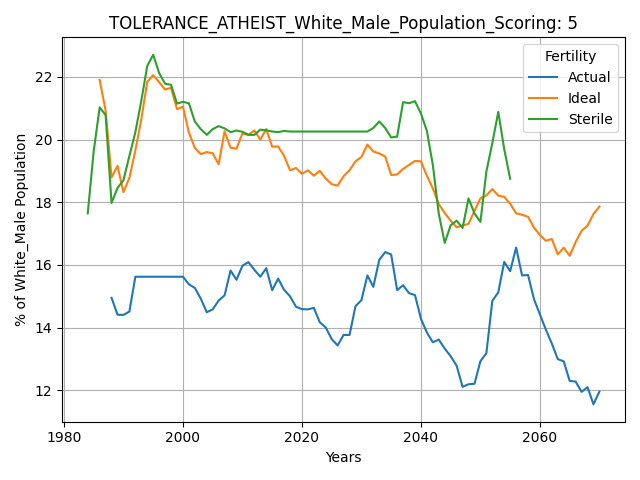 TOLERANCE_ATHEIST_White_Male_Population_Scoring: 5
Fertility
Actual
Ideal
Sterile
% of White_Male Population
22
20
18
16
14
12
1980
2000
2020
2040
2060
Years